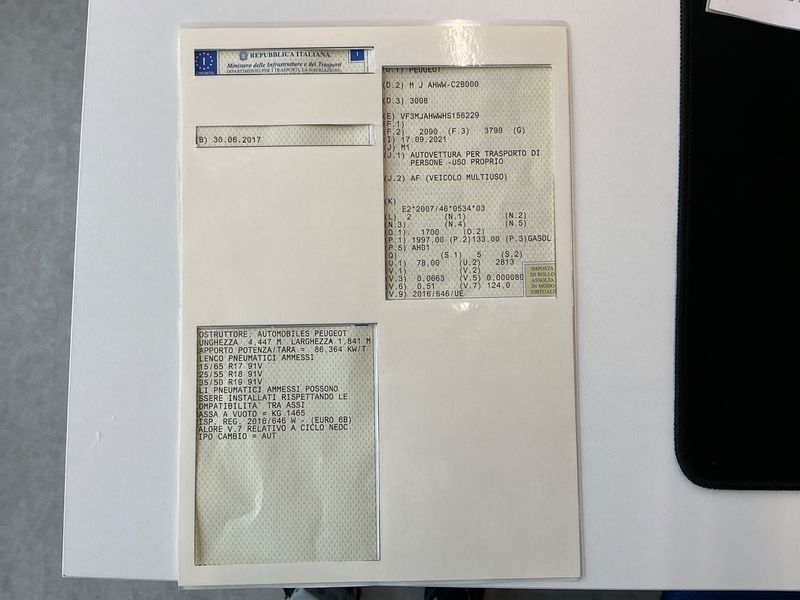 REPUBBLICA ITALIANA
Ministero delle Infrastrutture e dei Trasporti
DIPARTIMENTO PER I TRASPORTI, LA NAVIGAZIONE,
I
1
(B) 30.06.2017
(D.1) PEUGEOT
(D.2) M J AHWW-C2B000
(D.3) 3008
(E) VF3MJAHWWHS156229
(F.1)
(F.2) 2090 (F.3) 3790 (G)
I) 17.09.2021
(J) M1
(J.1) AUTOVETTURA PER TRASPORTO DI
PERSONE -USO PROPRIO
(J.2) AF (VEICOLO MULTIUSO)
(K)
E2*2007/46*0534*03
(L) 2 (N.1) (N.2)
(N.3) (N.4) (N.5)
(O.1) 1700 (O.2)
(P.1) 1997,00 (P.2)133,00 (P.3)GASOL
P.5) AH01
Q) (S.1) 5 (S.2)
U.1) 78,00 (U.2) 2813
V.1) (V.2)
(V.3) 0,0663 (V.5) 0,000080
(V.6) 0,51 (V.7) 124,0
(V.9) 2016/646/UE
IMPOSTA
DI BOLLO
ASSOLTA
IN MODO
VIRTUALE
OSTRUTTORE: AUTOMOBILES PEUGEOT
UNGHEZZA 4,447 M LARGHEZZA 1,841 M
APPORTO POTENZA/TARA = 86,364 KW/T
LENCO PNEUMATICI AMMESSI
15/65 R17 91V
25/55 R18 91V
35/50 R19 91V
LI PNEUMATICI AMMESSI POSSONO
SSERE INSTALLATI RISPETTANDO LE
OMPATIBILITA` TRA ASSI
ASSA A VUOTO = KG 1465
ISP. REG. 2016/646 W - (EURO 6B)
ALORE V.7 RELATIVO A CICLO NEDC
IPO CAMBIO = AUT